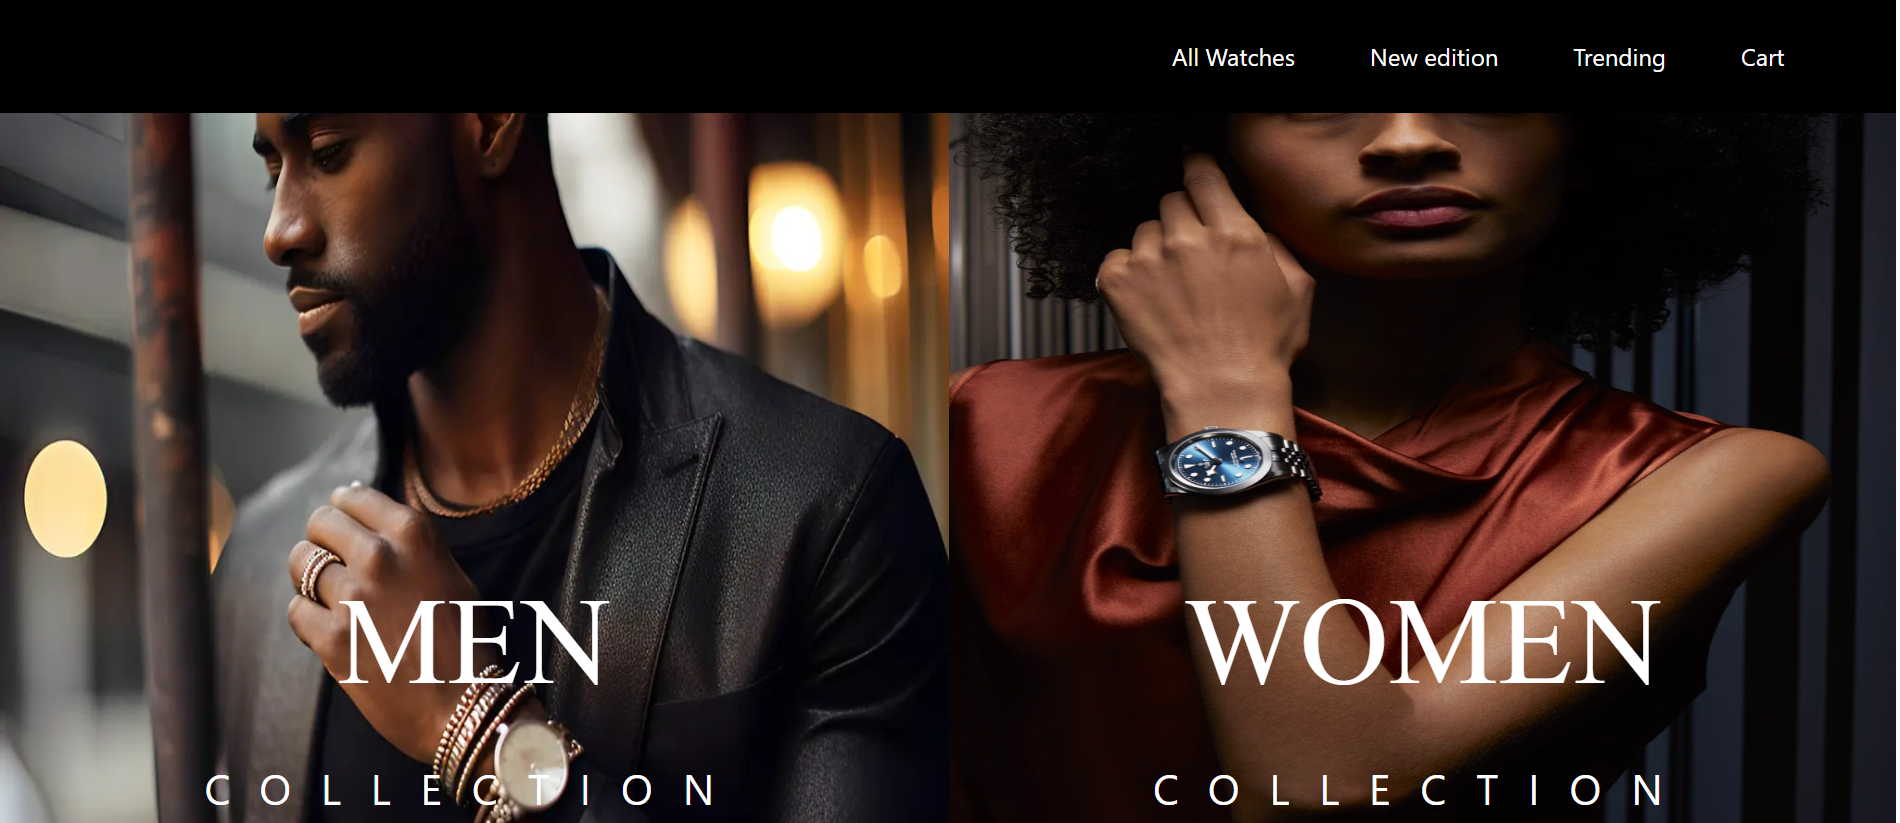 All Watches New edition Trending Cart
MEN
COLLECTION
WOMEN
COLLECTION